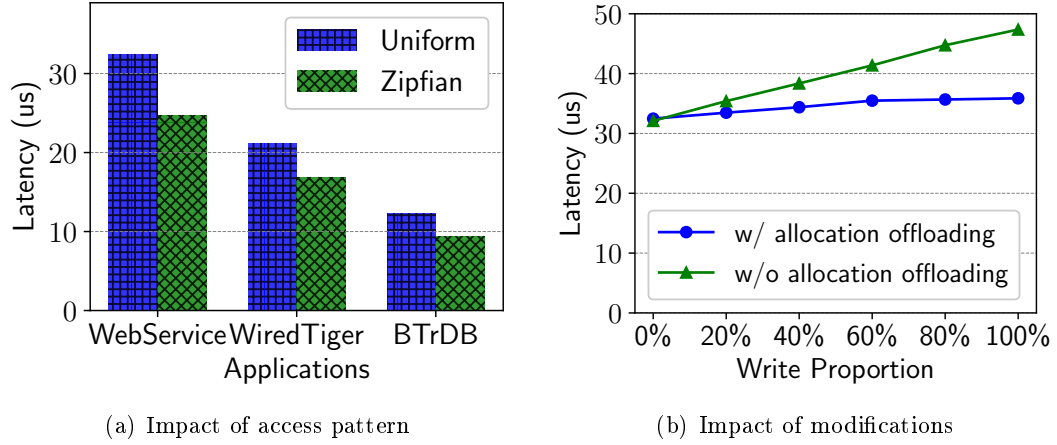 Latency (us)
30
20
10
0
Uniform
Zipfian
WebService WiredTiger BTrDB
Applications
(a) Impact of access pattern
Latency (us)
50
40
30
20
10
0
w/ allocation offloading
w/o allocation offloading
0% 20% 40% 60% 80% 100%
Write Proportion
(b) Impact of modifications